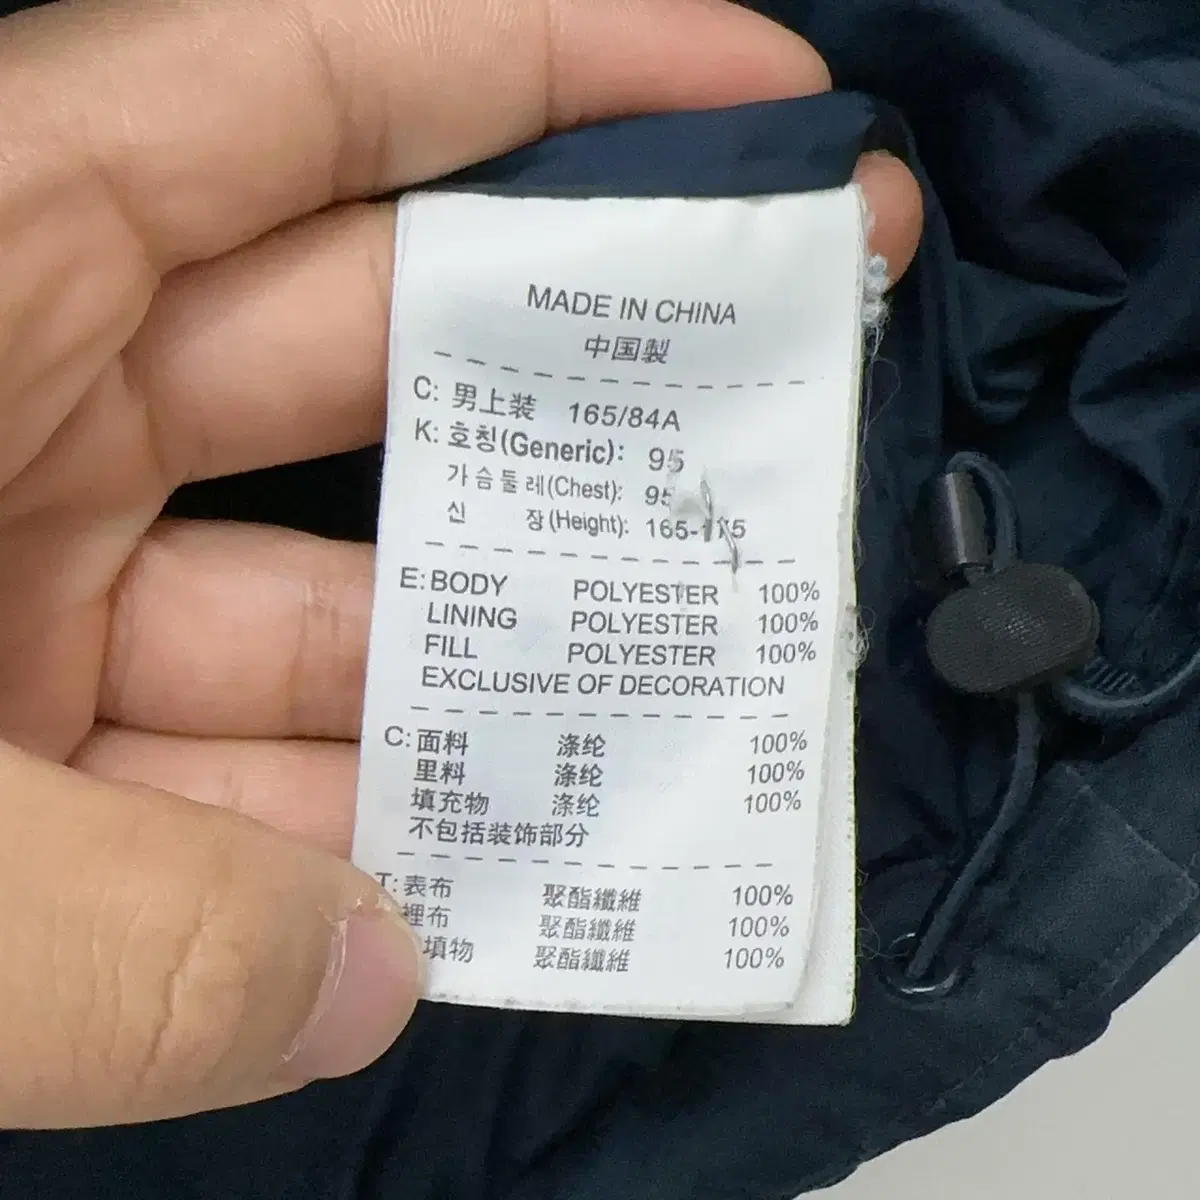 MADE IN CHINA
中国製
C: 男上装 165/84A
K: 호칭(Generic): 95
가슴둘레(Chest): 95
신 장(Height): 165-175
E: BODY POLYESTER 100%
LINING POLYESTER 100%
FILL POLYESTER 100%
EXCLUSIVE OF DECORATION
C: 面料 涤纶 100%
里料 涤纶 100%
填充物 涤纶 100%
不包括装饰部分
T: 表布 聚酯纖維 100%
裡布 聚酯纖維 100%
填物 聚酯纖維 100%